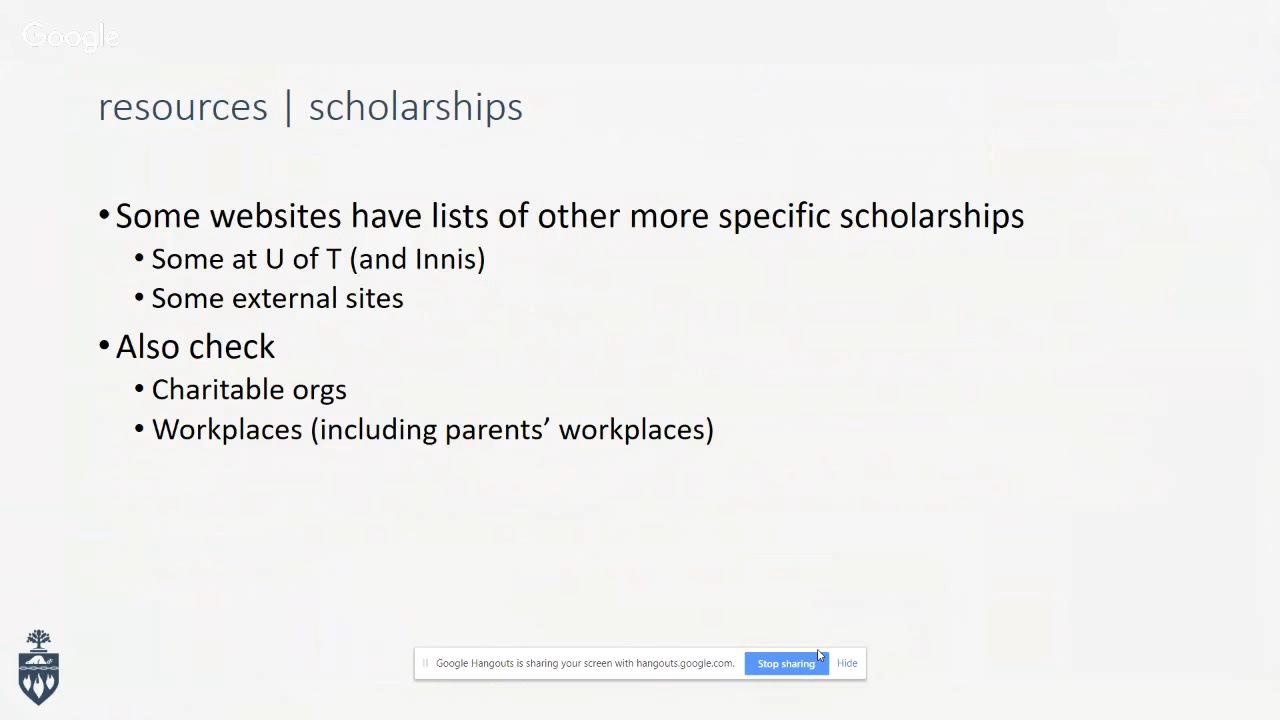 Google
resources | scholarships
•Some websites have lists of other more specific scholarships
•Some at U of T (and Innis)
•Some external sites
•Also check
•Charitable orgs
•Workplaces (including parents’ workplaces)
Google Hangouts is sharing your screen with hangouts.google.com. Stop sharing Hide